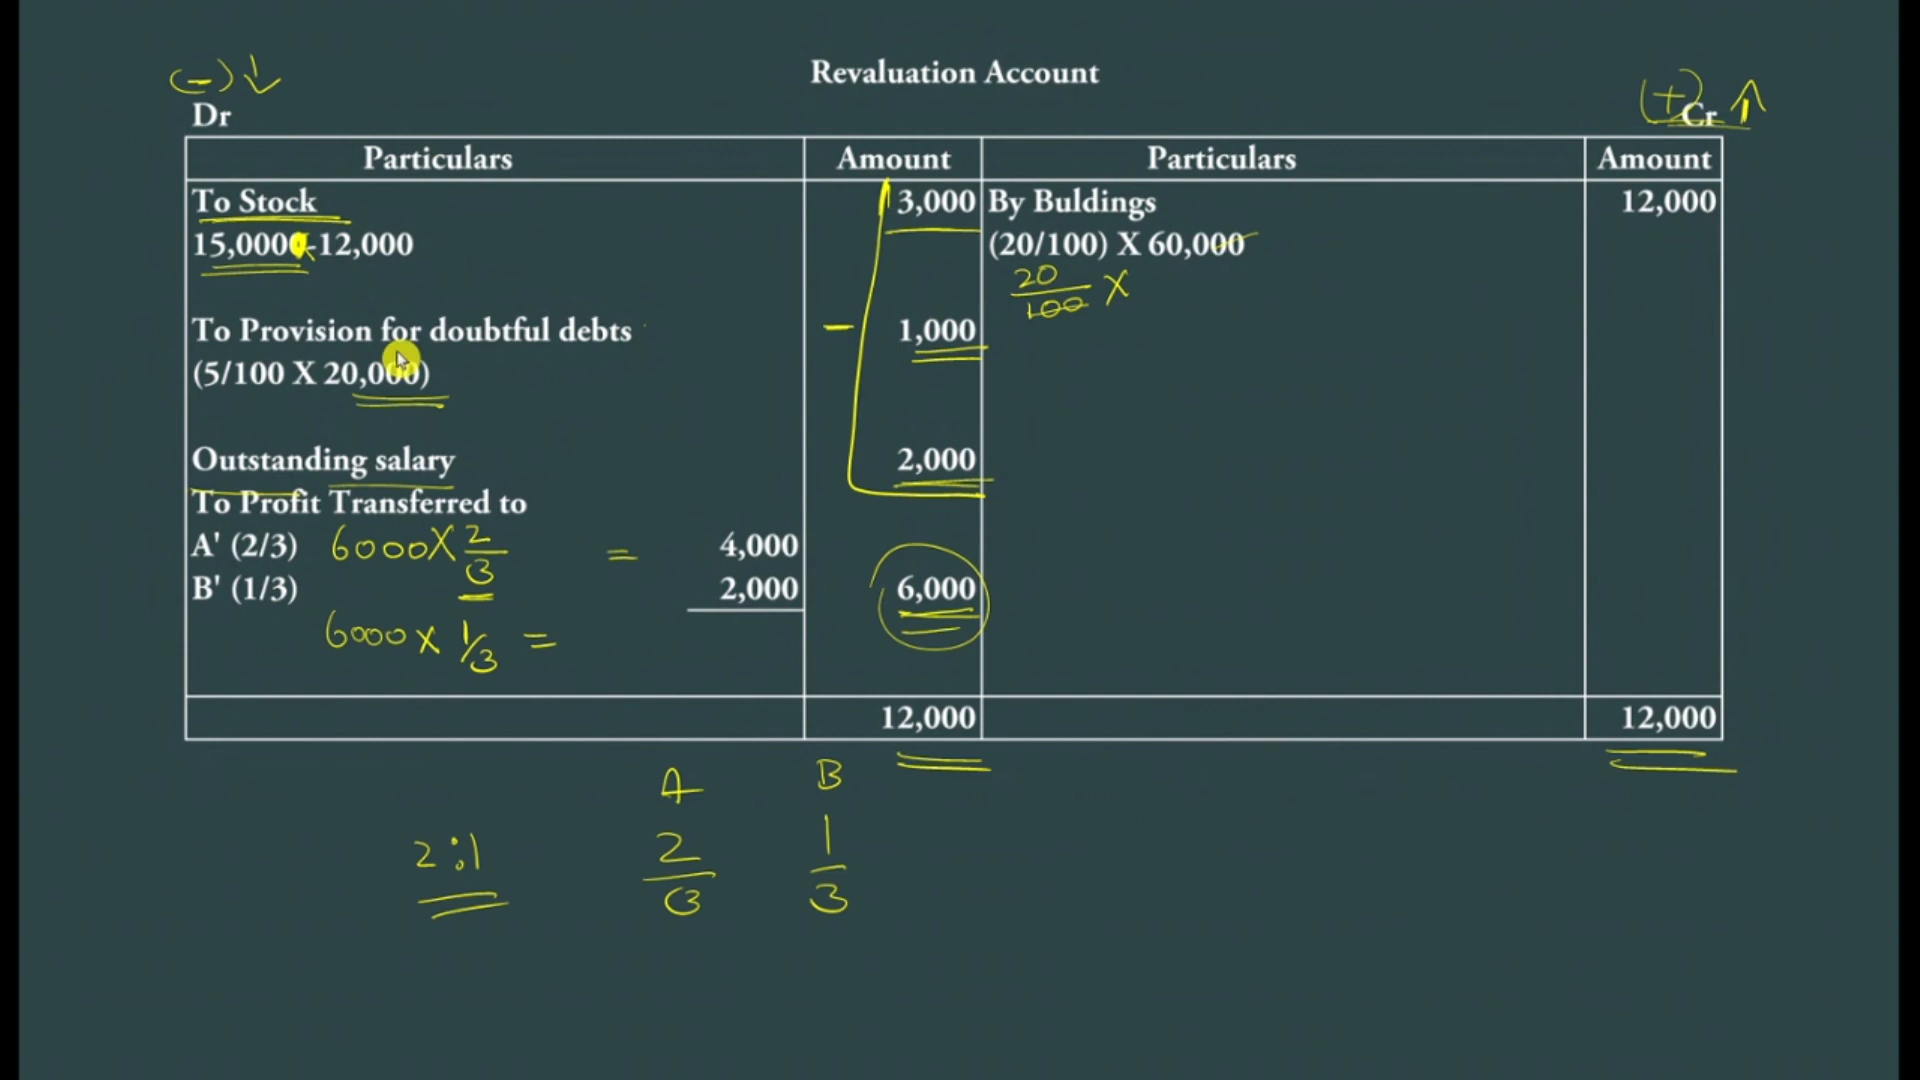 Revaluation Account
(-) ↓
(+) ↑
Dr
Cr
Particulars Amount Particulars Amount
To Stock 3,000 By Buldings 12,000
15,000 -12,000 (20/100) X 60,000
20/100 X
To Provision for doubtful debts - 1,000
(5/100 X 20,000)
Outstanding salary 2,000
To Profit Transferred to
A' (2/3) 6000 X 2/3 = 4,000
B' (1/3) 2,000 6,000
6000 X 1/3 =
12,000 12,000
A B
2:1 2/3 1/3